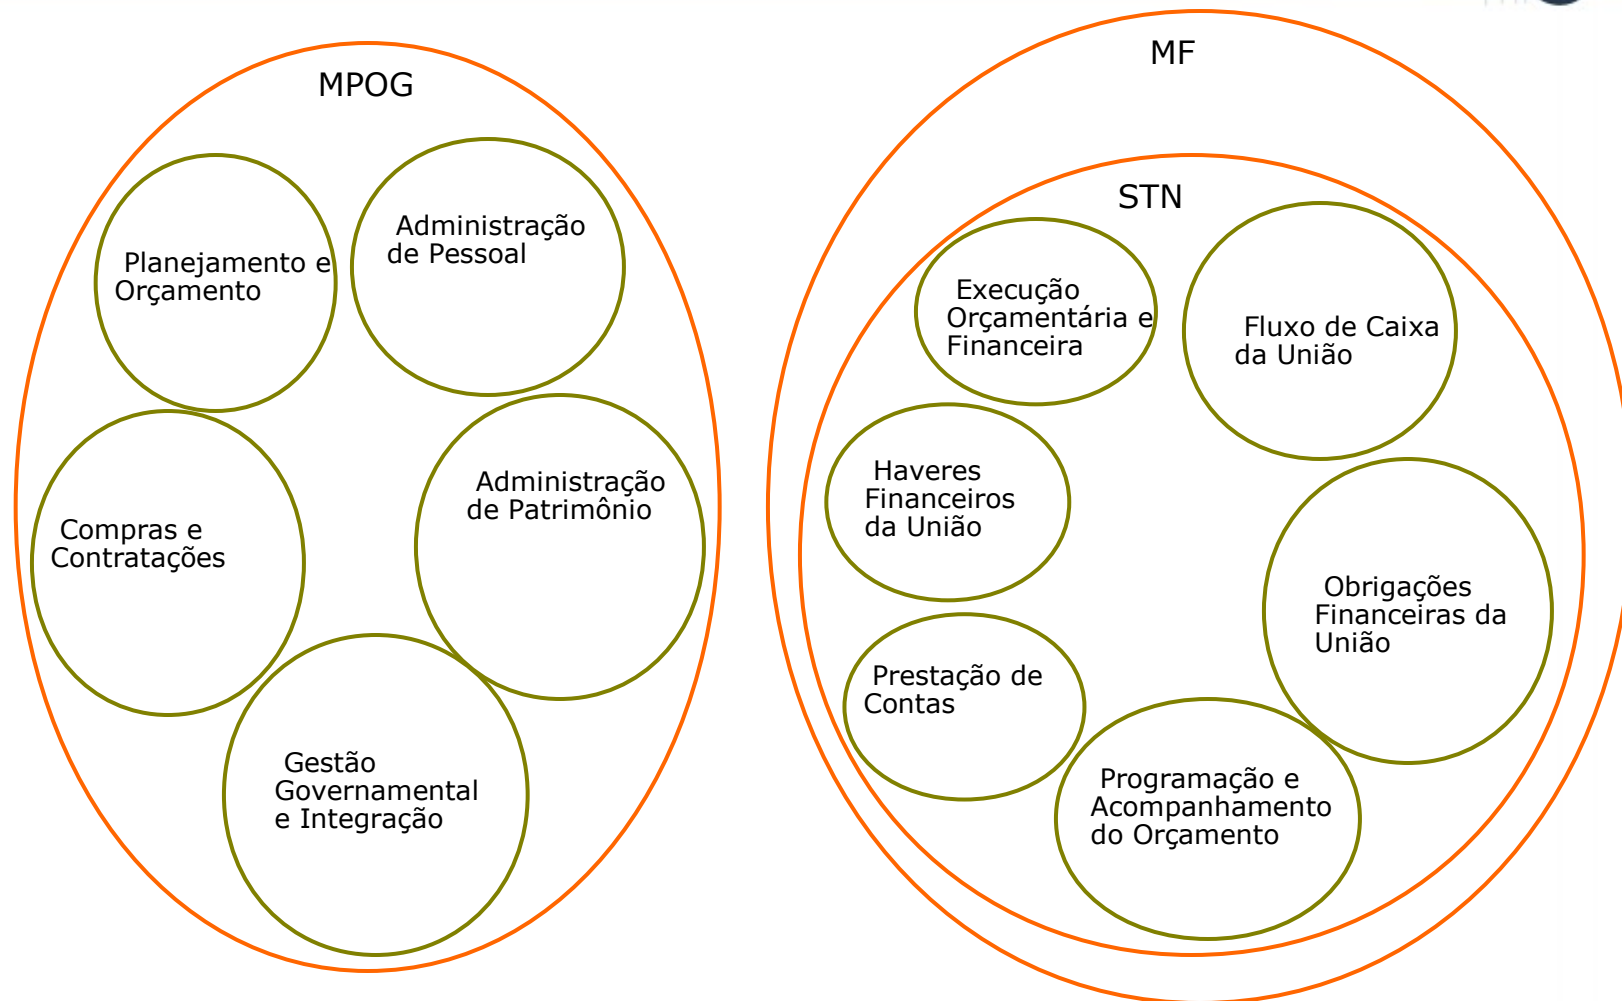 MPOG
Planejamento e
Orçamento
Administração
de Pessoal
Compras e
Contratações
Administração
de Patrimônio
Gestão
Governamental
e Integração
MF
STN
Execução
Orçamentária e
Financeira
Fluxo de Caixa
da União
Haveres
Financeiros
da União
Obrigações
Financeiras da
União
Prestação de
Contas
Programação e
Acompanhamento
do Orçamento